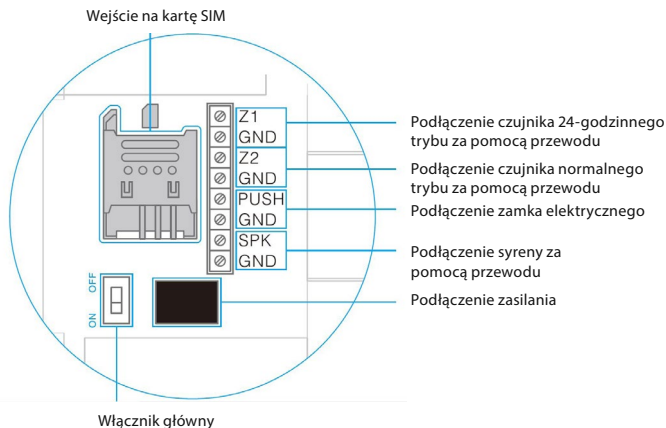 Wejście na kartę SIM
Z1
GND
Z2
GND
PUSH
GND
SPK
GND
Podłączenie czujnika 24-godzinnego
trybu za pomocą przewodu
Podłączenie czujnika normalnego
trybu za pomocą przewodu
Podłączenie zamka elektrycznego
Podłączenie syreny za
pomocą przewodu
Podłączenie zasilania
OFF
ON
Włącznik główny